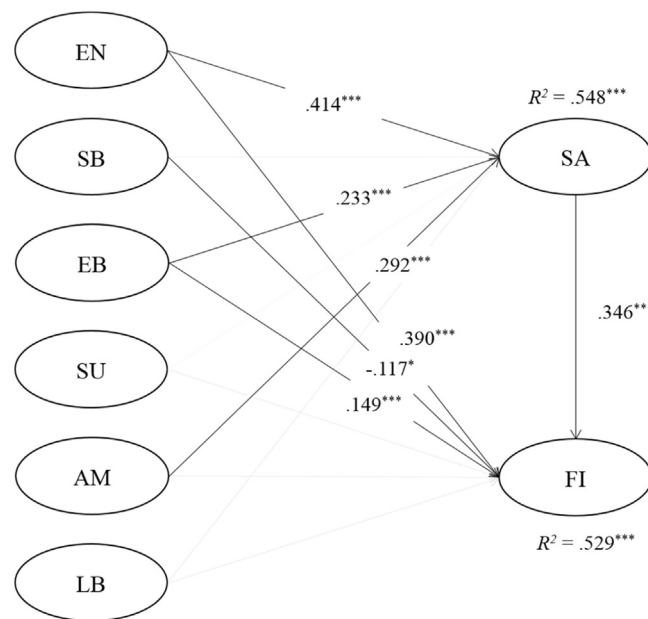 EN
R² = .548***
.414***
SB
SA
.233***
EB
.292***
.346***
.390***
SU
-.117*
.149***
AM
FI
R² = .529***
LB